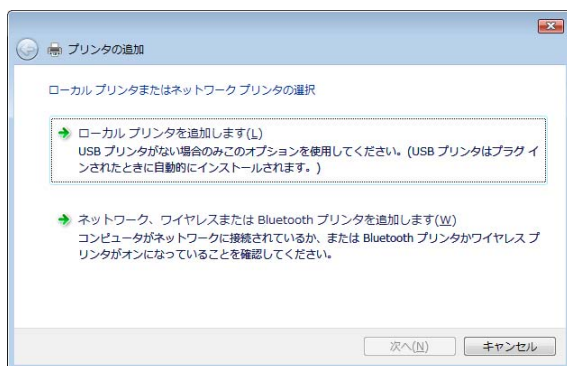 プリンタの追加
ローカル プリンタまたはネットワーク プリンタの選択
ローカル プリンタを追加します(L)
USB プリンタがない場合のみこのオプションを使用してください。(USB プリンタはプラグ イ
ンされたときに自動的にインストールされます。)
ネットワーク、ワイヤレスまたは Bluetooth プリンタを追加します(W)
コンピュータがネットワークに接続されているか、または Bluetooth プリンタかワイヤレス プ
リンタがオンになっていることを確認してください。
次へ(N) キャンセル